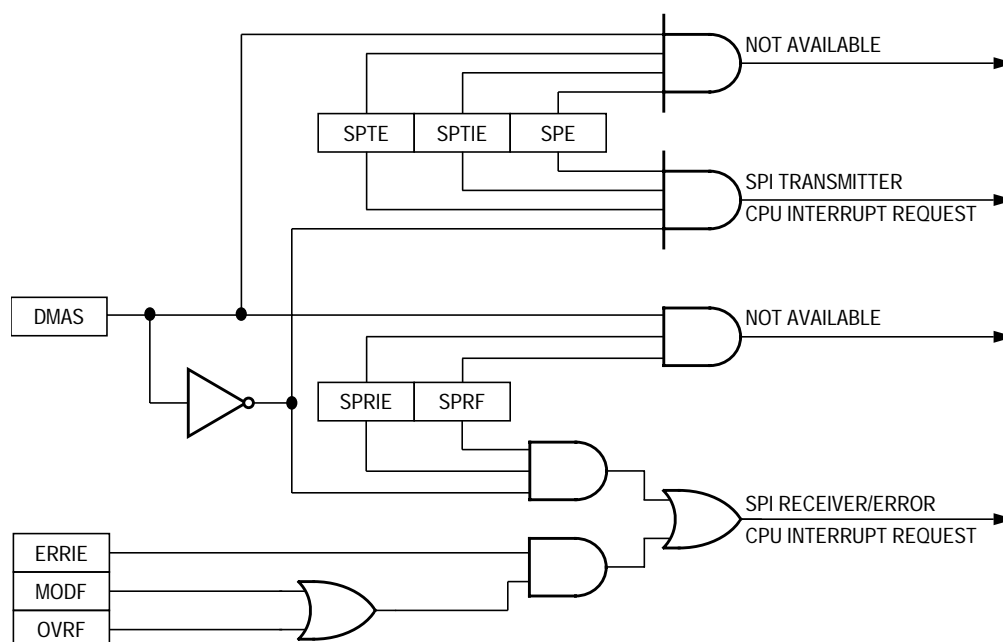 NOT AVAILABLE
SPTE SPTIE SPE
SPI TRANSMITTER
CPU INTERRUPT REQUEST
DMAS
NOT AVAILABLE
SPRIE SPRF
SPI RECEIVER/ERROR
CPU INTERRUPT REQUEST
ERRIE
MODF
OVRF